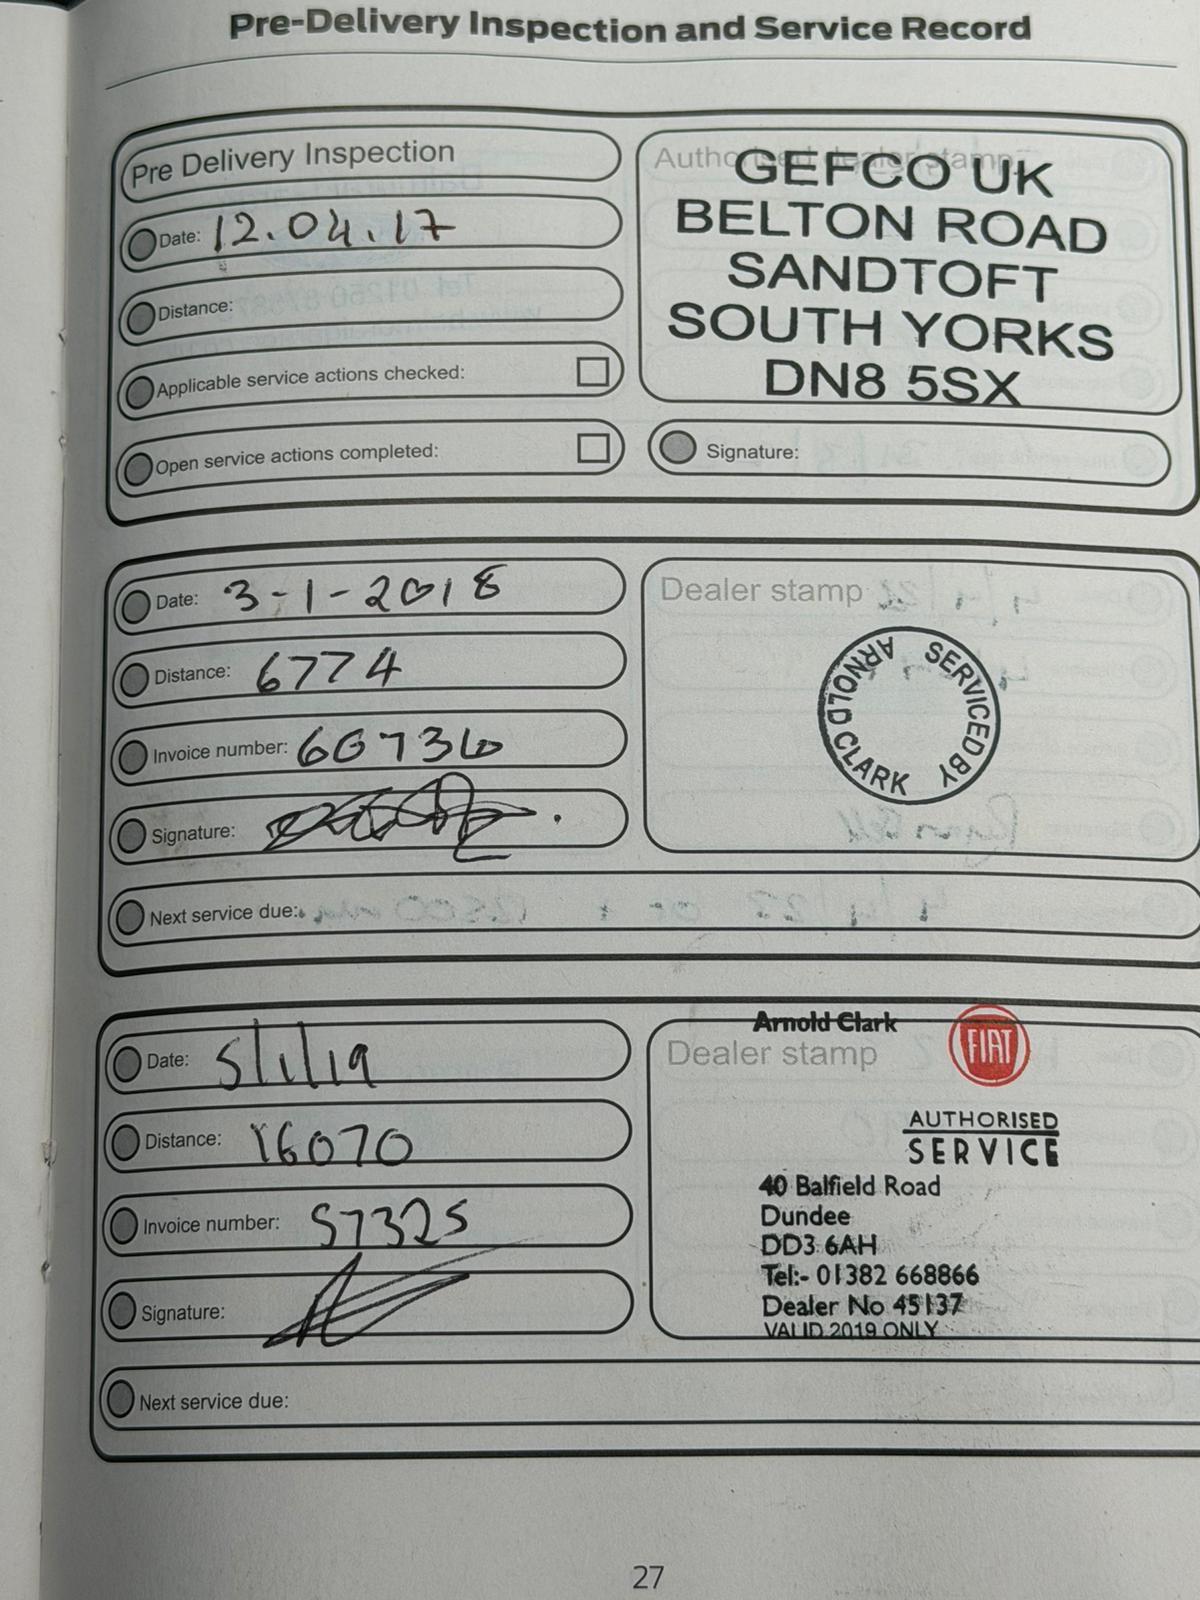 Pre-Delivery Inspection and Service Record
Pre Delivery Inspection
Date: 12.04.17
Distance:
Applicable service actions checked:
Open service actions completed:
Authorised dealer stamp
GEFCO UK
BELTON ROAD
SANDTOFT
SOUTH YORKS
DN8 5SX
Signature:
Date: 3-1-2018
Distance: 6774
Invoice number:
Signature:
Next service due:
Dealer stamp
SERVICED BY
ARNOLD CLARK
Date: 5/1/19
Distance: 16070
Invoice number: 57325
Signature:
Next service due:
Arnold Clark
Dealer stamp
FIAT
AUTHORISED
SERVICE
40 Balfield Road
Dundee
DD3 6AH
Tel:- 01382 668866
Dealer No 45137
VALID 2019 ONLY
27